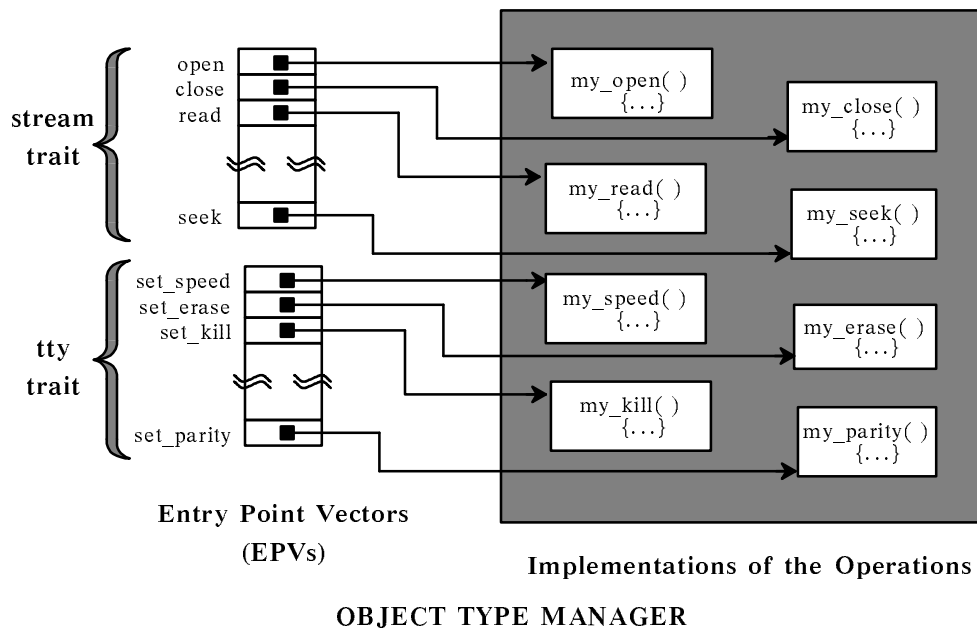 stream
trait
open
close
read
seek
tty
trait
set_speed
set_erase
set_kill
set_parity
my_open( )
{...}
my_close( )
{...}
my_read( )
{...}
my_seek( )
{...}
my_speed( )
{...}
my_erase( )
{...}
my_kill( )
{...}
my_parity( )
{...}
Entry Point Vectors
(EPVs)
Implementations of the Operations
OBJECT TYPE MANAGER